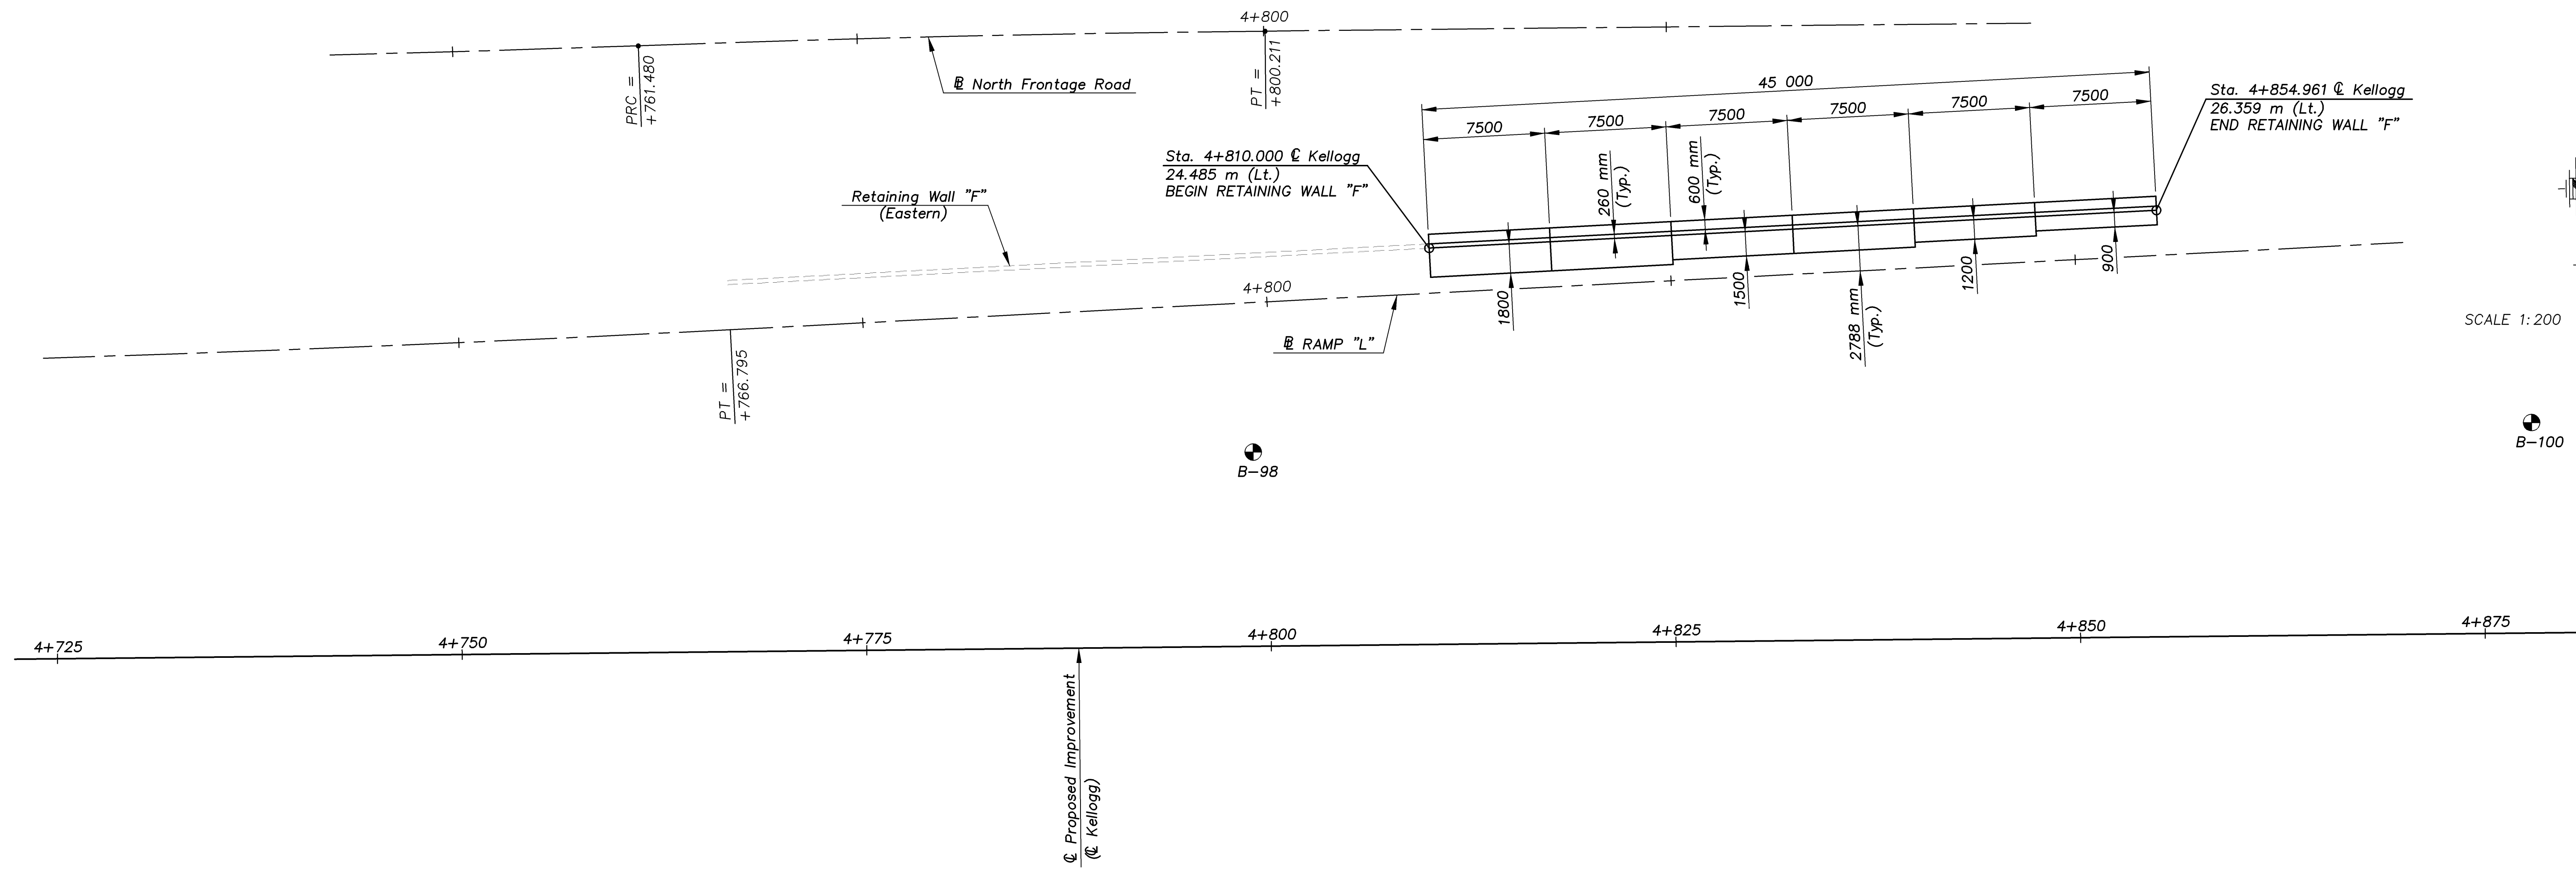 4+800
PRC =
+761.480
℄ North Frontage Road
PT =
+800.211
45 000
7500
7500
7500
7500
7500
7500
Sta. 4+854.961 ℄ Kellogg
26.359 m (Lt.)
END RETAINING WALL "F"
Sta. 4+810.000 ℄ Kellogg
24.485 m (Lt.)
BEGIN RETAINING WALL "F"
260 mm
(Typ.)
600 mm
(Typ.)
Retaining Wall "F"
(Eastern)
1800
1500
2788 mm
(Typ.)
1200
900
4+800
℄ RAMP "L"
SCALE 1:200
PT =
+766.795
B-98
B-100
4+725
4+750
4+775
4+800
4+825
4+850
4+875
℄ Proposed Improvement
(℄ Kellogg)